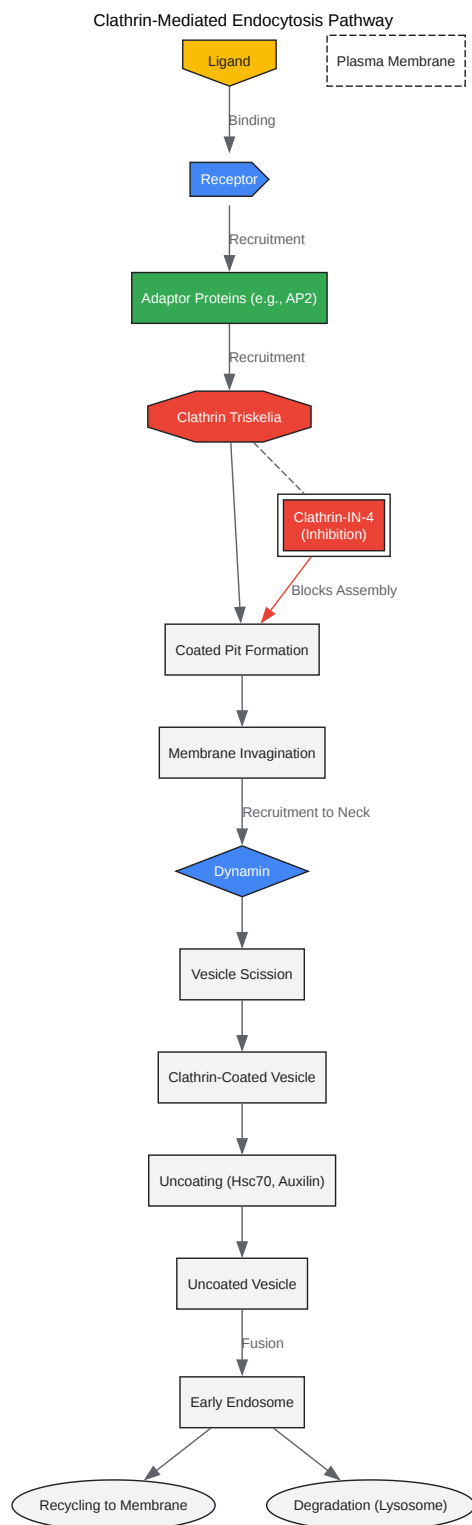 Clathrin-Mediated Endocytosis Pathway
Ligand
Plasma Membrane
Binding
Receptor
Recruitment
Adaptor Proteins (e.g., AP2)
Recruitment
Clathrin Triskelia
Clathrin-IN-4
(Inhibition)
Blocks Assembly
Coated Pit Formation
Membrane Invagination
Recruitment to Neck
Dynamin
Vesicle Scission
Clathrin-Coated Vesicle
Uncoating (Hsc70, Auxilin)
Uncoated Vesicle
Fusion
Early Endosome
Recycling to Membrane
Degradation (Lysosome)